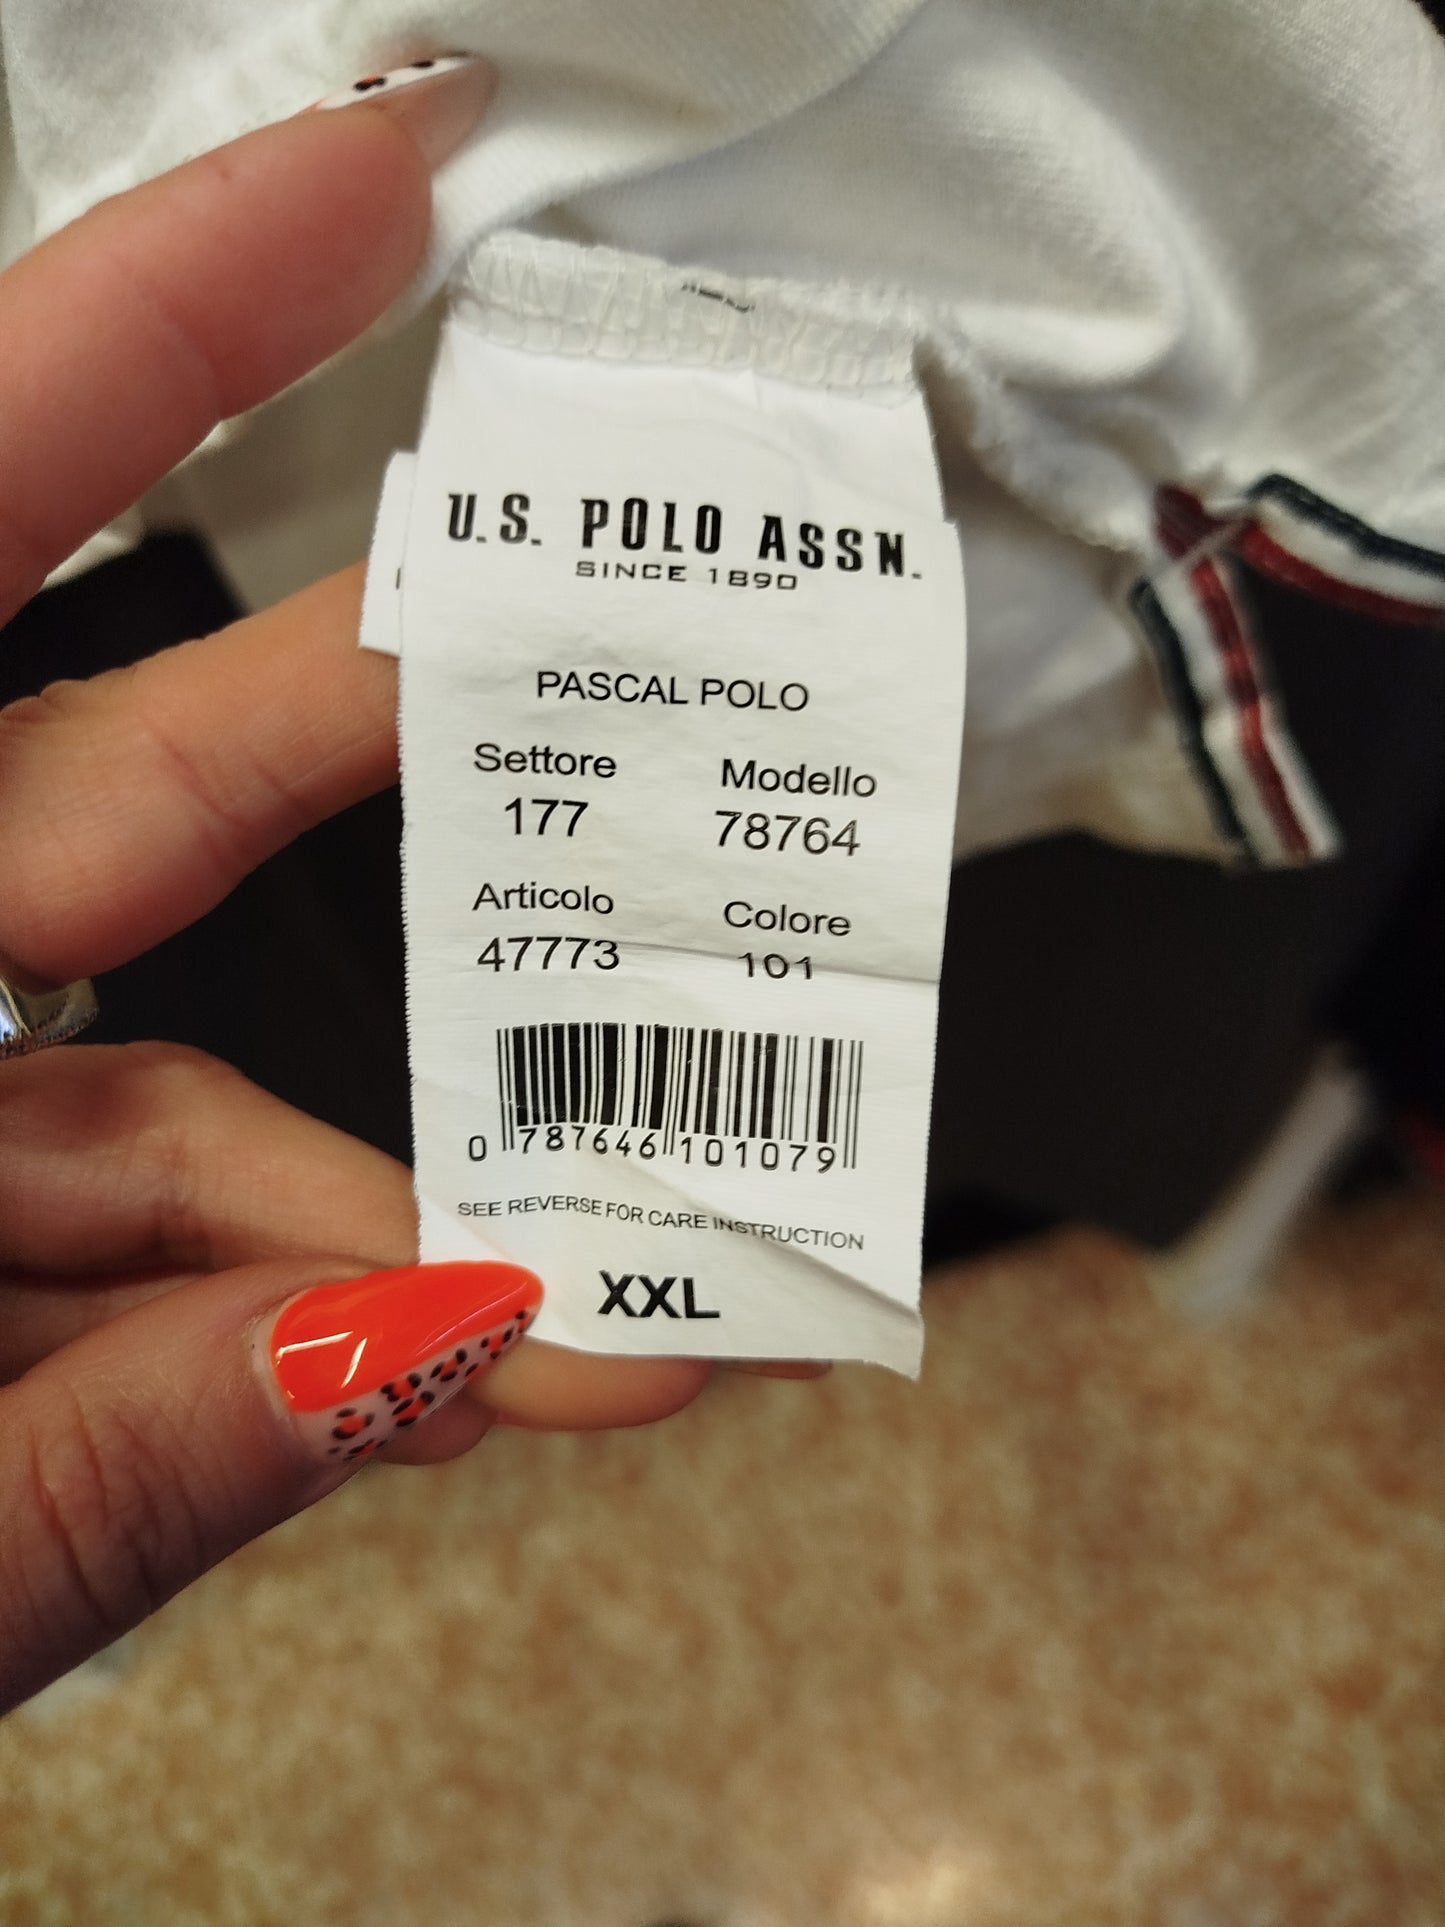 U.S. POLO ASSN.
SINCE 1890
PASCAL POLO
Settore Modello
177 78764
Articolo Colore
47773 101
0 787646 101079
SEE REVERSE FOR CARE INSTRUCTION
XXL